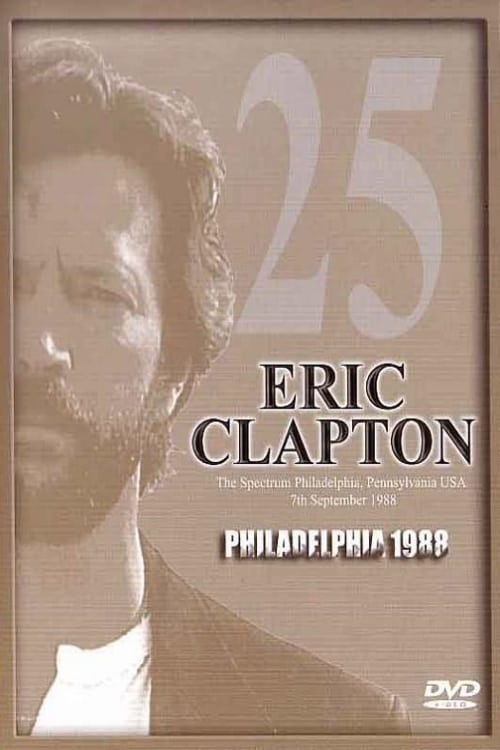 25
ERIC
CLAPTON
The Spectrum Philadelphia, Pennsylvania USA
7th September 1988
PHILADELPHIA 1988
DVD
VIDEO